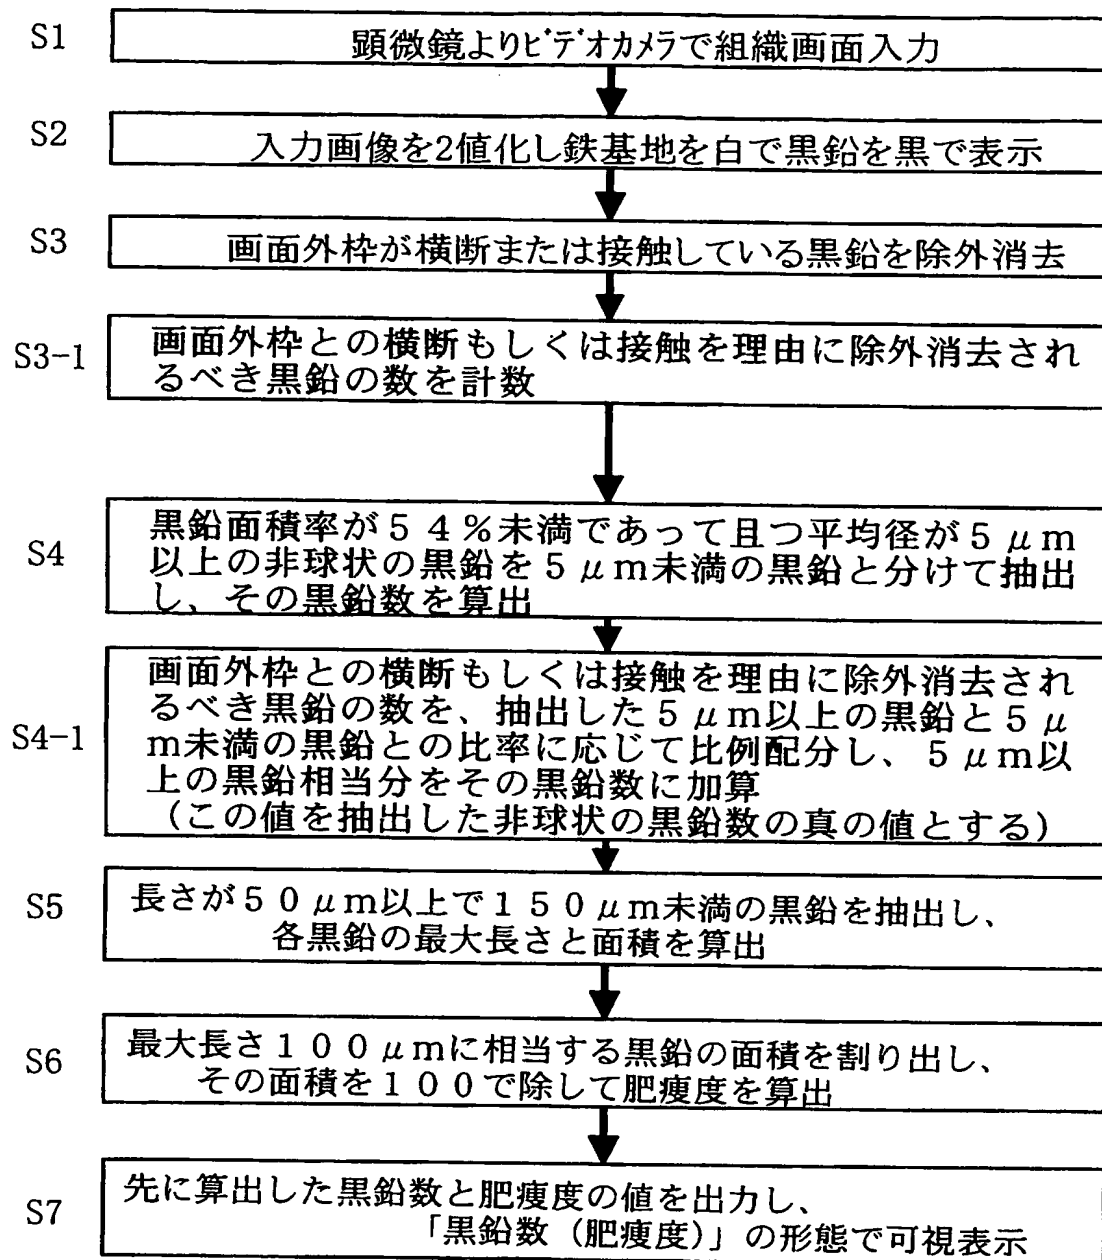 S1
顕微鏡よりﾋﾞﾃﾞｵｶﾒﾗで組織画面入力
S2
入力画像を2値化し鉄基地を白で黒鉛を黒で表示
S3
画面外枠が横断または接触している黒鉛を除外消去
S3-1
画面外枠との横断もしくは接触を理由に除外消去され
るべき黒鉛の数を計数
S4
黒鉛面積率が５４%未満であって且つ平均径が５μm
以上の非球状の黒鉛を５μm未満の黒鉛と分けて抽出
し、その黒鉛数を算出
S4-1
画面外枠との横断もしくは接触を理由に除外消去され
るべき黒鉛の数を、抽出した５μm以上の黒鉛と５μ
m未満の黒鉛との比率に応じて比例配分し、５μm以
上の黒鉛相当分をその黒鉛数に加算
（この値を抽出した非球状の黒鉛数の真の値とする）
S5
長さが５０μm以上で１５０μm未満の黒鉛を抽出し、
各黒鉛の最大長さと面積を算出
S6
最大長さ１００μmに相当する黒鉛の面積を割り出し、
その面積を１００で除して肥痩度を算出
S7
先に算出した黒鉛数と肥痩度の値を出力し、
「黒鉛数（肥痩度）」の形態で可視表示